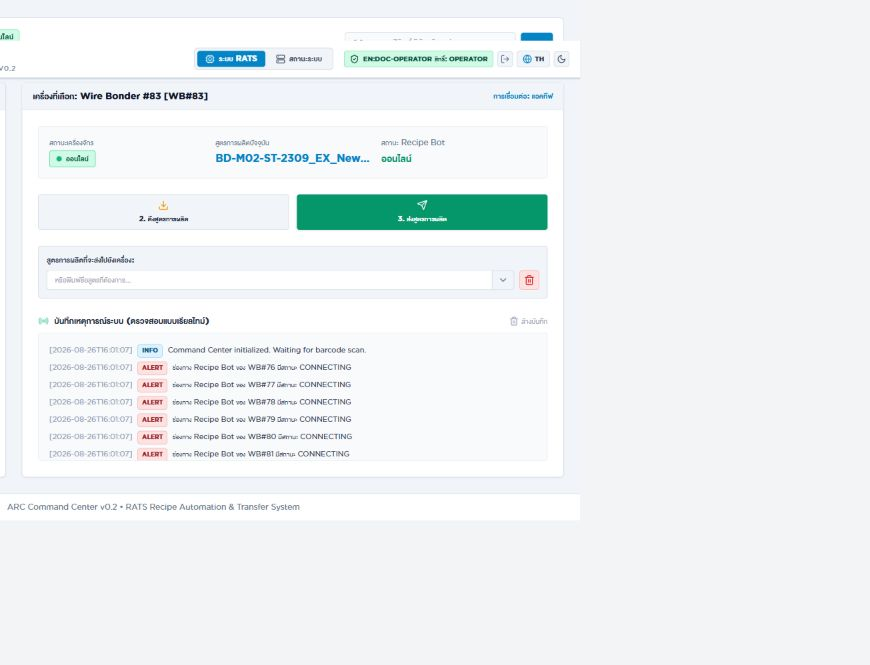 V0.2
ระบบ RATS
สถานะระบบ
EN:DOC-OPERATOR สิทธิ์: OPERATOR
TH
เครื่องที่เลือก: Wire Bonder #83 [WB#83]
การเชื่อมต่อ: แอคทีฟ
สถานะเครื่องจักร
ออนไลน์
สูตรการผลิตปัจจุบัน
BD-M02-ST-2309_EX_New...
สถานะ Recipe Bot
ออนไลน์
2. ดึงสูตรการผลิต
3. ส่งสูตรการผลิต
สูตรการผลิตที่จะส่งไปยังเครื่อง:
หรือพิมพ์ชื่อสูตรที่ต้องการ...
บันทึกเหตุการณ์ระบบ (ตรวจสอบแบบเรียลไทม์)
ล้างบันทึก
[2026-08-26T16:01:07] INFO Command Center initialized. Waiting for barcode scan.
[2026-08-26T16:01:07] ALERT ช่องทาง Recipe Bot ของ WB#76 มีสถานะ CONNECTING
[2026-08-26T16:01:07] ALERT ช่องทาง Recipe Bot ของ WB#77 มีสถานะ CONNECTING
[2026-08-26T16:01:07] ALERT ช่องทาง Recipe Bot ของ WB#78 มีสถานะ CONNECTING
[2026-08-26T16:01:07] ALERT ช่องทาง Recipe Bot ของ WB#79 มีสถานะ CONNECTING
[2026-08-26T16:01:07] ALERT ช่องทาง Recipe Bot ของ WB#80 มีสถานะ CONNECTING
[2026-08-26T16:01:07] ALERT ช่องทาง Recipe Bot ของ WB#81 มีสถานะ CONNECTING
ARC Command Center v0.2 • RATS Recipe Automation & Transfer System